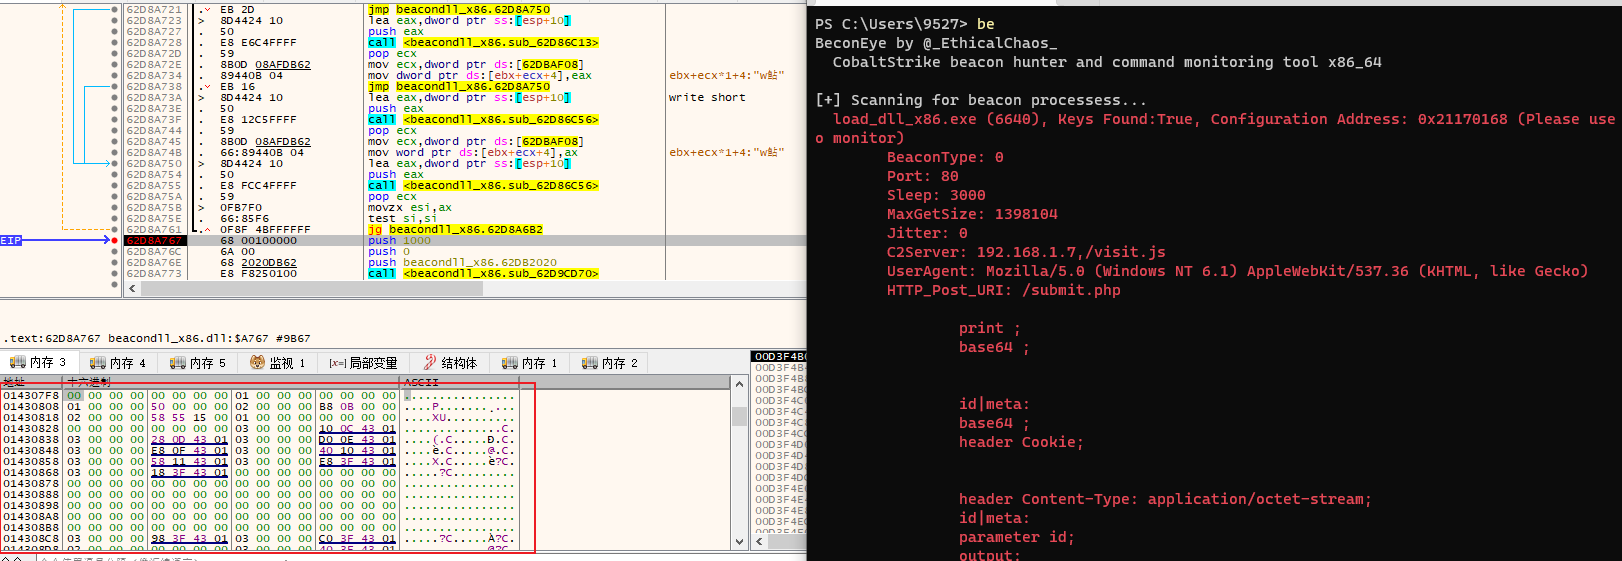 62D8A721 . EB 2D jmp beacondll_x86.62D8A750
62D8A723 > 8D4424 10 lea eax,dword ptr ss:[esp+10]
62D8A727 . 50 push eax
62D8A728 . E8 E6C4FFFF call <beacondll_x86.sub_62D86C13>
62D8A72D . 59 pop ecx
62D8A72E . 8B0D 08AFDB62 mov ecx,dword ptr ds:[62DBAF08]
62D8A734 . 89440B 04 mov dword ptr ds:[ebx+ecx+4],eax ebx+ecx*1+4:"w鮎"
62D8A738 . EB 16 jmp beacondll_x86.62D8A750
62D8A73A > 8D4424 10 lea eax,dword ptr ss:[esp+10] write short
62D8A73E . 50 push eax
62D8A73F . E8 12C5FFFF call <beacondll_x86.sub_62D86C56>
62D8A744 . 59 pop ecx
62D8A745 . 8B0D 08AFDB62 mov ecx,dword ptr ds:[62DBAF08]
62D8A74B . 66:89440B 04 mov word ptr ds:[ebx+ecx+4],ax ebx+ecx*1+4:"w鮎"
62D8A750 > 8D4424 10 lea eax,dword ptr ss:[esp+10]
62D8A754 . 50 push eax
62D8A755 . E8 FCC4FFFF call <beacondll_x86.sub_62D86C56>
62D8A75A . 59 pop ecx
62D8A75B > 0FB7F0 movzx esi,ax
62D8A75E . 66:85F6 test si,si
62D8A761 . 0F8F 4BFFFFFF jg beacondll_x86.62D8A6B2
EIP 62D8A767 . 68 00100000 push 1000
62D8A76C . 6A 00 push 0
62D8A76E . 68 2020DB62 push beacondll_x86.62DB2020
62D8A773 . E8 F8250100 call <beacondll_x86.sub_62D9CD70>
.text:62D8A767 beacondll_x86.dll:$A767 #9B67
内存 3 内存 4 内存 5 监视 1 [x=] 局部变量 结构体 内存 1 内存 2
地址 十六进制 ASCII
014307F8 00 00 00 00 00 00 00 00 01 00 00 00 00 00 00 00 ................
01430808 01 00 00 00 50 00 00 00 02 00 00 00 B8 0B 00 00 ....P.......¸...
01430818 02 00 00 00 58 55 15 00 01 00 00 00 00 00 00 00 ....XU..........
01430828 00 00 00 00 00 00 00 00 03 00 00 00 10 0C 43 01 ..............C.
01430838 03 00 00 00 28 0D 43 01 03 00 00 00 D0 0E 43 01 ....(.C.....Ð.C.
01430848 03 00 00 00 E8 0F 43 01 03 00 00 00 40 10 43 01 ....è.C.....@.C.
01430858 03 00 00 00 58 11 43 01 03 00 00 00 E8 3F 43 01 ....X.C.....è?C.
01430868 03 00 00 00 18 3F 43 01 00 00 00 00 00 00 00 00 .....?C.........
01430878 00 00 00 00 00 00 00 00 00 00 00 00 00 00 00 00 ................
01430888 00 00 00 00 00 00 00 00 00 00 00 00 00 00 00 00 ................
01430898 00 00 00 00 00 00 00 00 00 00 00 00 00 00 00 00 ................
014308A8 00 00 00 00 00 00 00 00 00 00 00 00 00 00 00 00 ................
014308B8 00 00 00 00 00 00 00 00 00 00 00 00 00 00 00 00 ................
014308C8 03 00 00 00 98 3F 43 01 03 00 00 00 C0 3F 43 01 .....?C.....À?C.
00D3F4B0
PS C:\Users\9527> be
BeconEye by @_EthicalChaos_
CobaltStrike beacon hunter and command monitoring tool x86_64
[+] Scanning for beacon processess...
load_dll_x86.exe (6640), Keys Found:True, Configuration Address: 0x21170168 (Please use
o monitor)
BeaconType: 0
Port: 80
Sleep: 3000
MaxGetSize: 1398104
Jitter: 0
C2Server: 192.168.1.7,/visit.js
UserAgent: Mozilla/5.0 (Windows NT 6.1) AppleWebKit/537.36 (KHTML, like Gecko)
HTTP_Post_URI: /submit.php
print ;
base64 ;
id|meta:
base64 ;
header Cookie;
header Content-Type: application/octet-stream;
id|meta:
parameter id;
output: